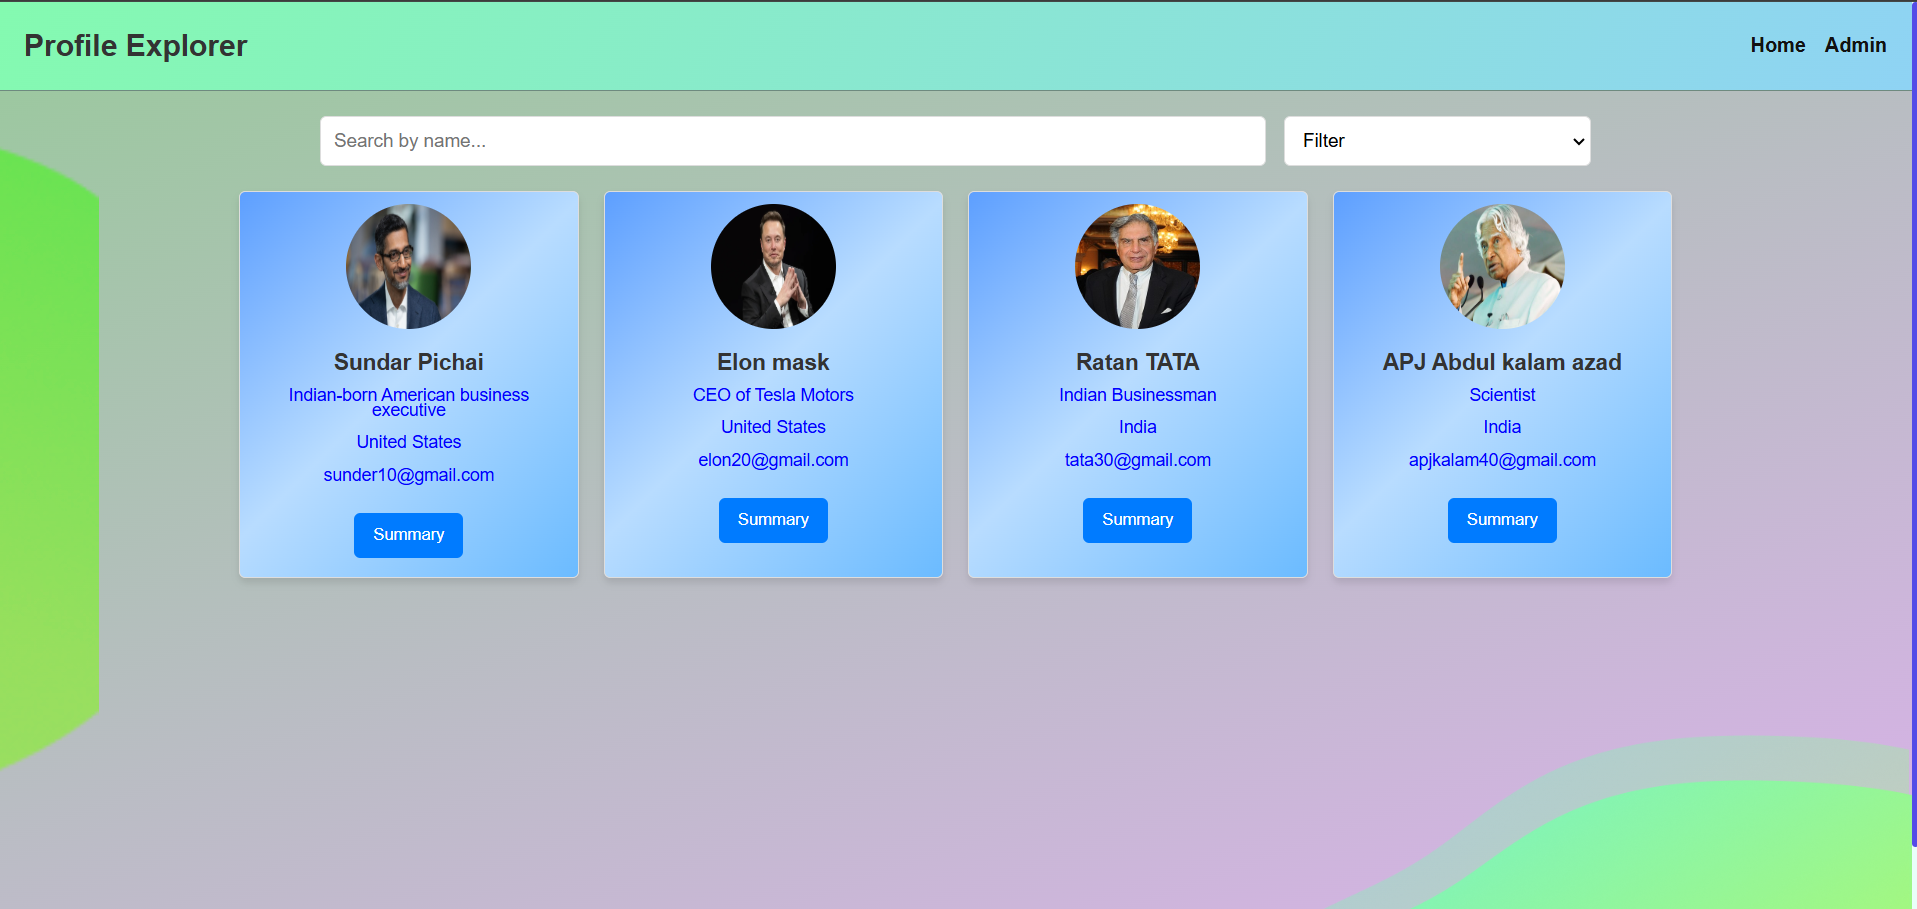 Profile Explorer
Home Admin
Search by name...
Filter
Sundar Pichai
Indian-born American business
executive
United States
sunder10@gmail.com
Summary
Elon mask
CEO of Tesla Motors
United States
elon20@gmail.com
Summary
Ratan TATA
Indian Businessman
India
tata30@gmail.com
Summary
APJ Abdul kalam azad
Scientist
India
apjkalam40@gmail.com
Summary